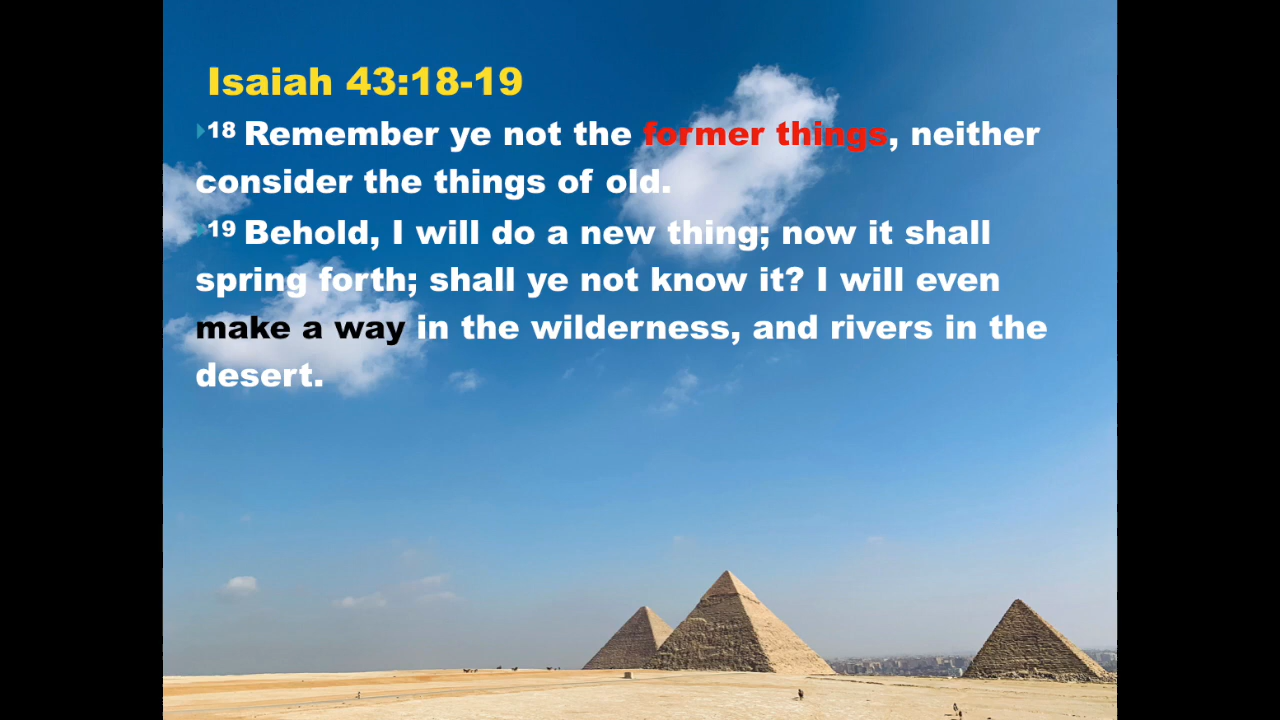 Isaiah 43:18-19
18 Remember ye not the former things, neither
consider the things of old.
19 Behold, I will do a new thing; now it shall
spring forth; shall ye not know it? I will even
make a way in the wilderness, and rivers in the
desert.